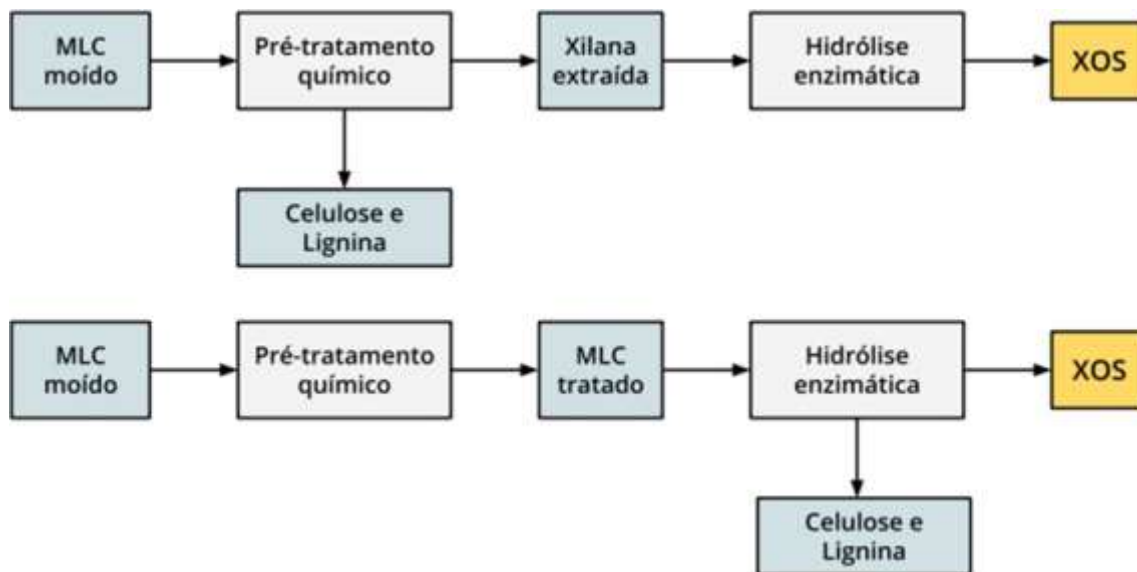 MLC
moído
Pré-tratamento
químico
Xilana
extraída
Hidrólise
enzimática
XOS
Celulose e
Lignina
MLC
moído
Pré-tratamento
químico
MLC
tratado
Hidrólise
enzimática
XOS
Celulose e
Lignina